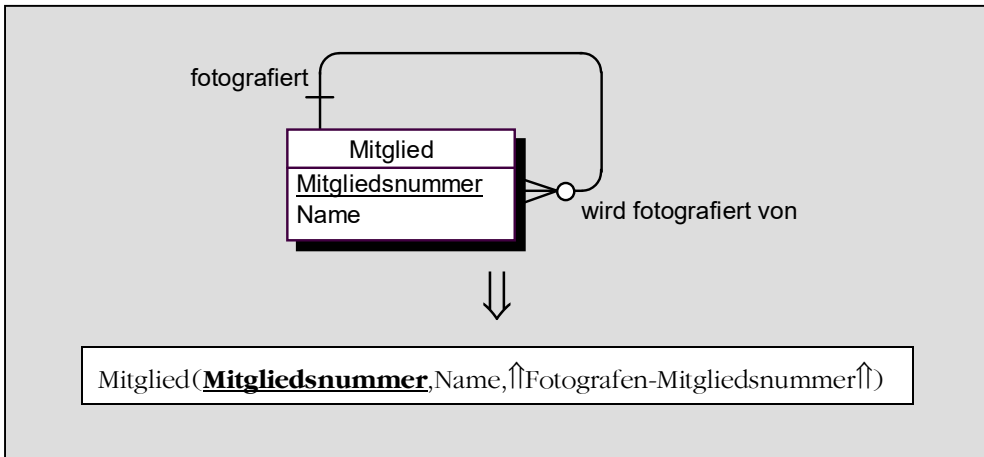 fotografiert
Mitglied
Mitgliedsnummer
Name
wird fotografiert von
⇓
Mitglied(Mitgliedsnummer,Name,⇑Fotografen-Mitgliedsnummer⇑)